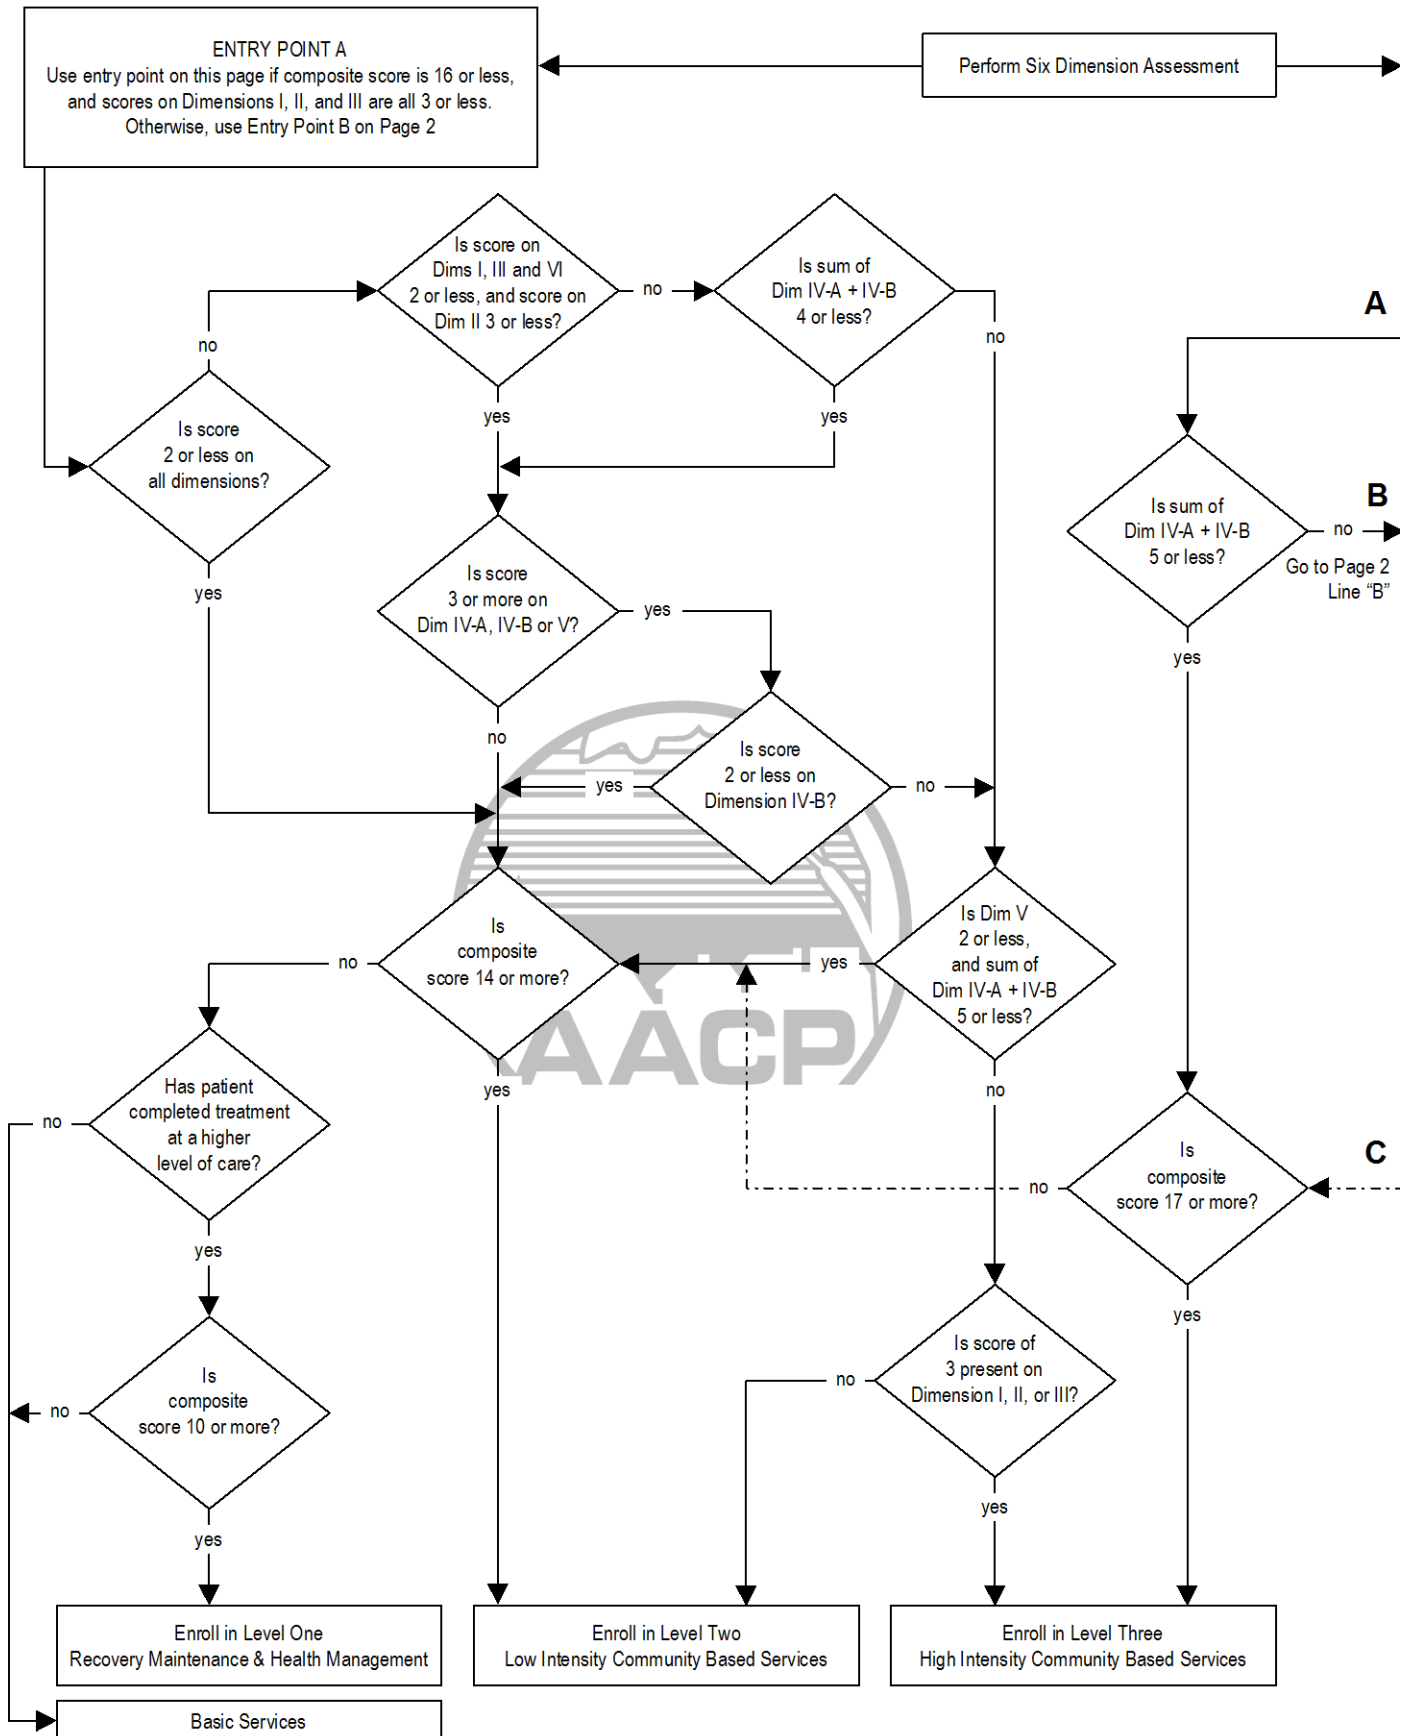 ENTRY POINT A
Use entry point on this page if composite score is 16 or less,
and scores on Dimensions I, II, and III are all 3 or less.
Otherwise, use Entry Point B on Page 2
Perform Six Dimension Assessment
Is score on
Dims I, III and VI
2 or less, and score on
Dim II 3 or less?
no
Is sum of
Dim IV-A + IV-B
4 or less?
A
no
no
yes
yes
Is score
2 or less on
all dimensions?
Is sum of
Dim IV-A + IV-B
5 or less?
B
no
Go to Page 2
Line “B”
yes
Is score
3 or more on
Dim IV-A, IV-B or V?
yes
yes
no
Is score
2 or less on
Dimension IV-B?
yes
no
Is
composite
score 14 or more?
no
yes
Is Dim V
2 or less,
and sum of
Dim IV-A + IV-B
5 or less?
AACP
yes
no
Has patient
completed treatment
at a higher
level of care?
no
Is
composite
score 17 or more?
C
no
yes
yes
Is score of
3 present on
Dimension I, II, or III?
no
Is
composite
score 10 or more?
no
yes
yes
Enroll in Level One
Recovery Maintenance & Health Management
Enroll in Level Two
Low Intensity Community Based Services
Enroll in Level Three
High Intensity Community Based Services
Basic Services